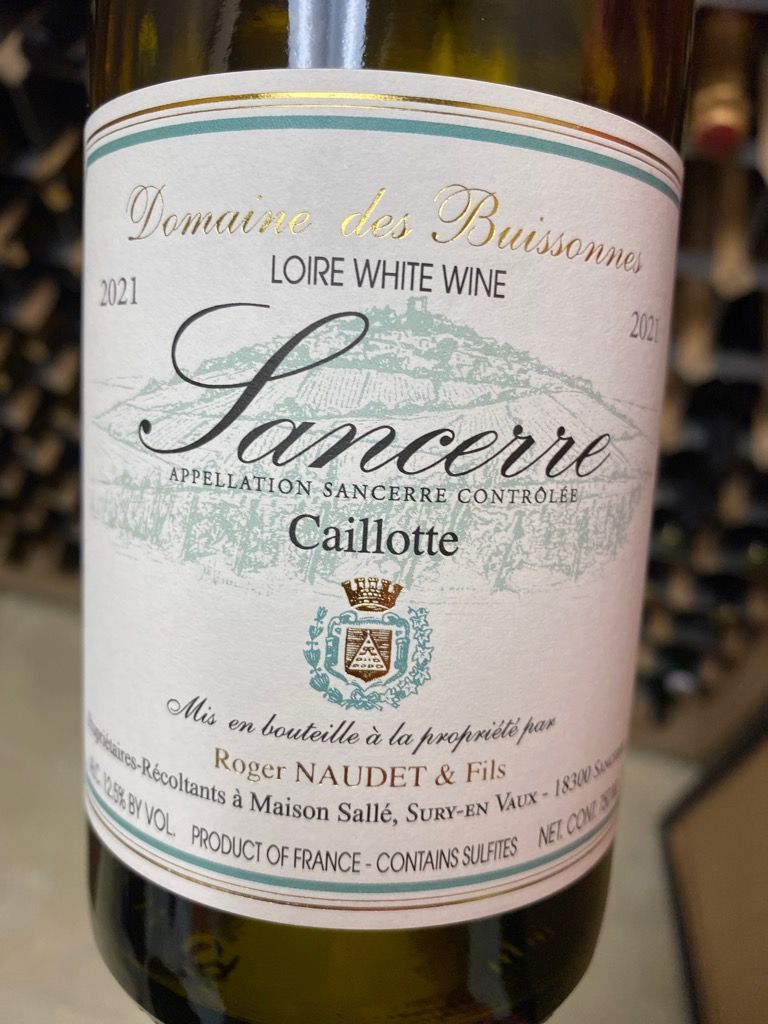 Domaine des Buissonnes
LOIRE WHITE WINE
2021 2021
Sancerre
APPELLATION SANCERRE CONTRÔLÉE
Caillotte
Mis en bouteille à la propriété par
Roger NAUDET & Fils
Propriétaires-Récoltants à Maison Sallé, SURY-EN VAUX - 18300
12.5% BY VOL. PRODUCT OF FRANCE - CONTAINS SULFITES NET. CONT.